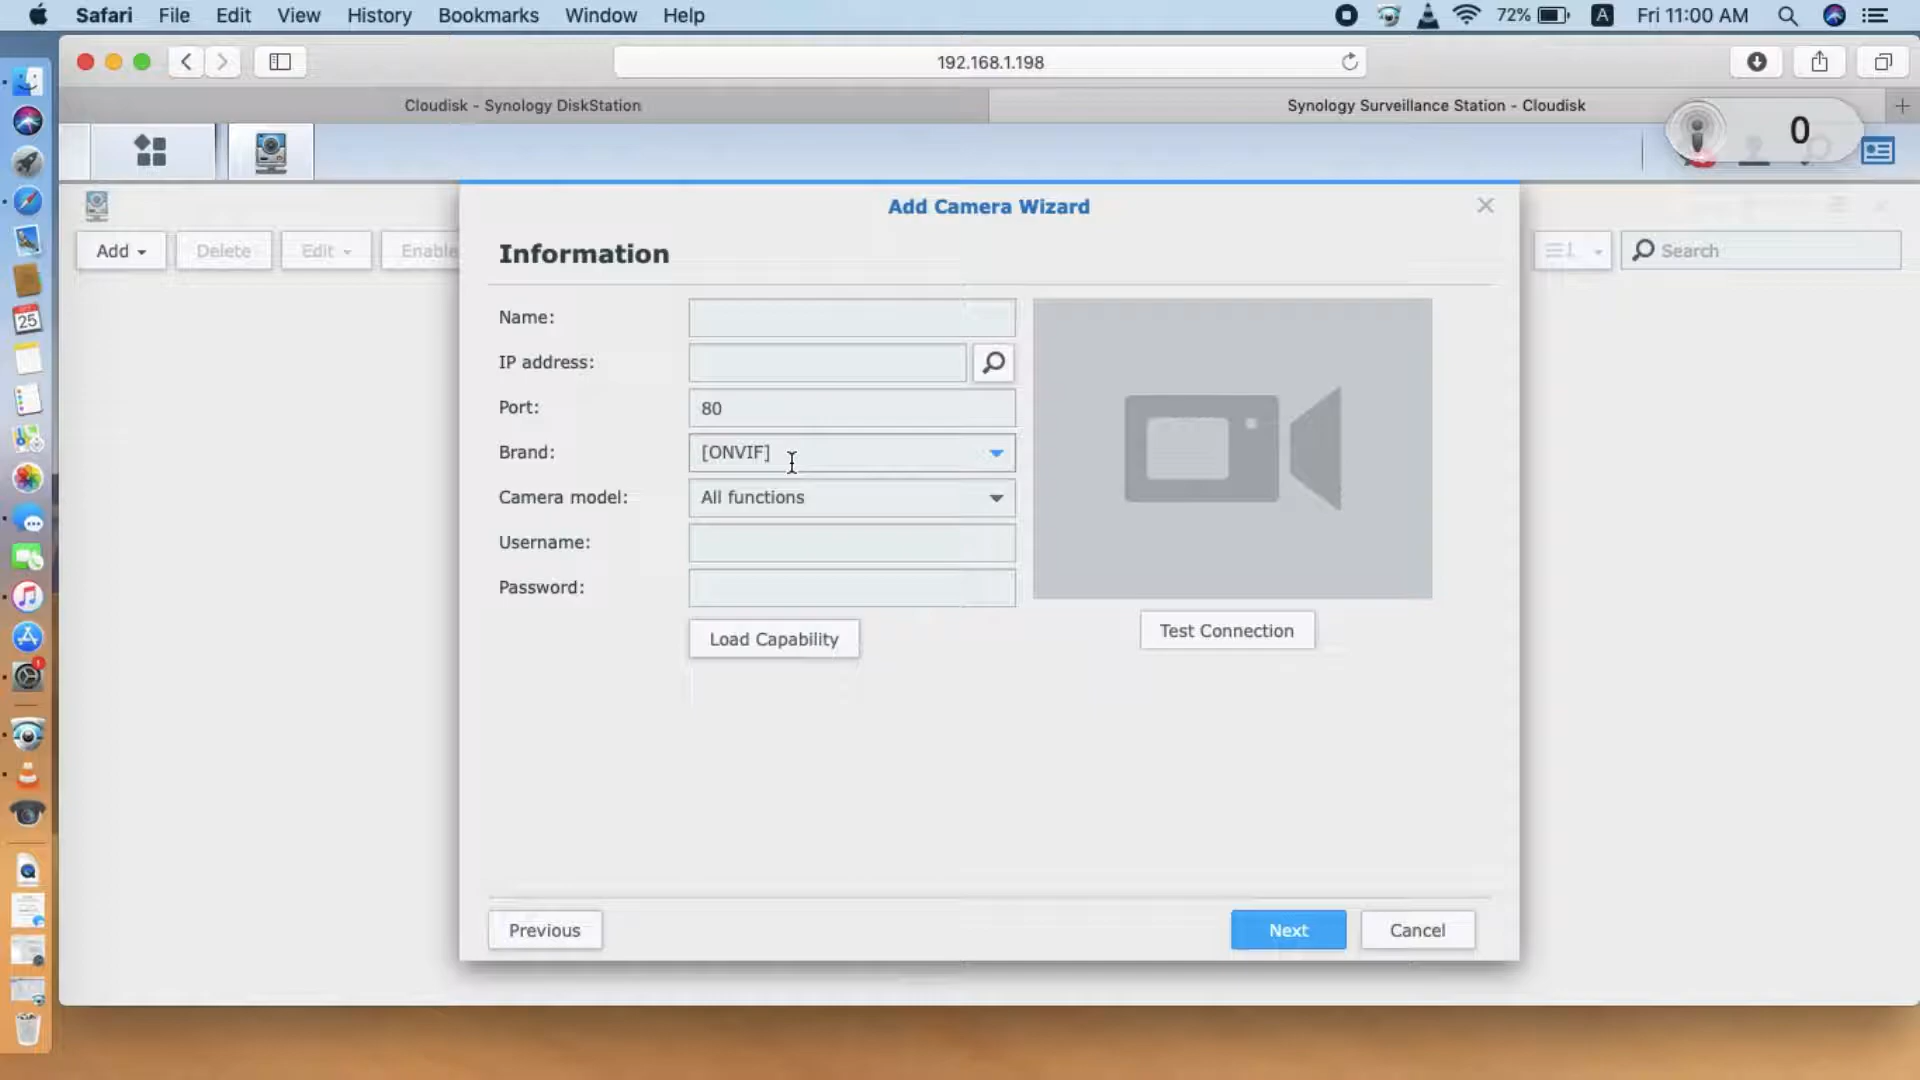 Safari File Edit View History Bookmarks Window Help 72% A Fri 11:00 AM
192.168.1.198
Cloudisk - Synology DiskStation Synology Surveillance Station - Cloudisk
0
Add Camera Wizard
Add Delete Edit Enable Search
Information
Name:
IP address:
Port: 80
Brand: [ONVIF]
Camera model: All functions
Username:
Password:
Load Capability Test Connection
Previous Next Cancel
25
1